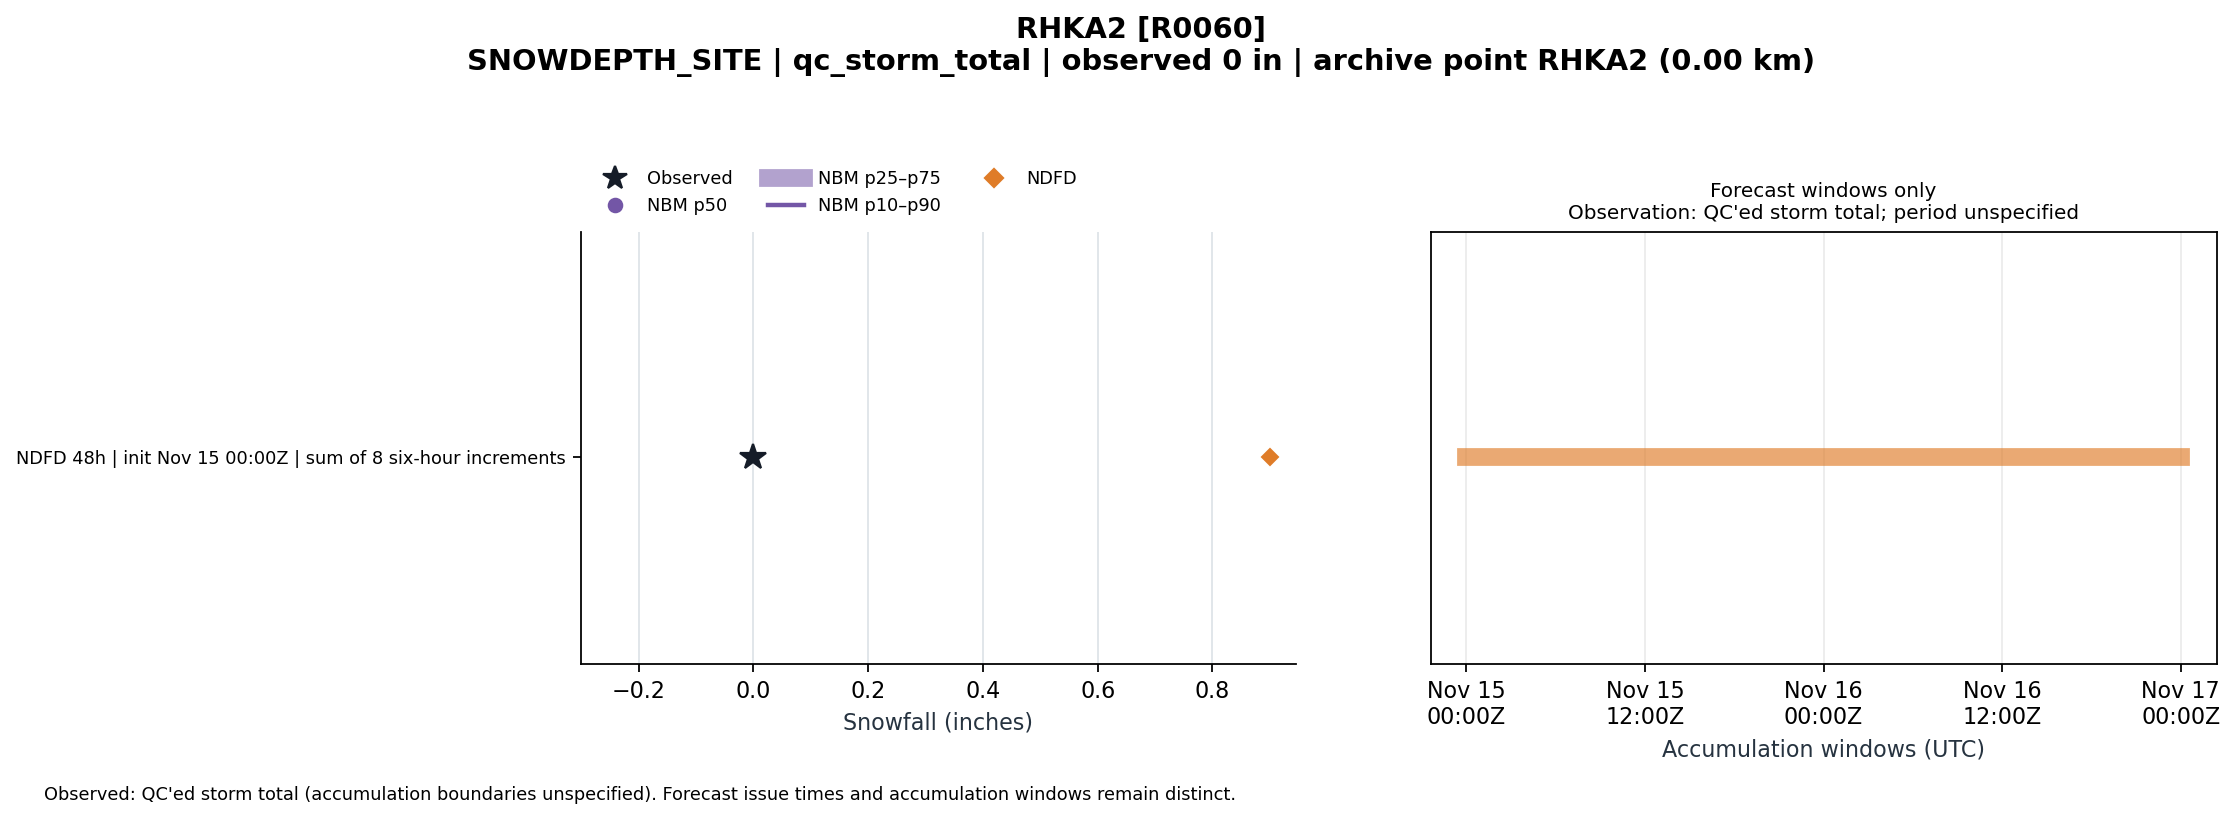 RHKA2 [R0060]
SNOWDEPTH_SITE | qc_storm_total | observed 0 in | archive point RHKA2 (0.00 km)
Observed
NBM p25–p75
NDFD
NBM p50
NBM p10–p90
Forecast windows only
Observation: QC'ed storm total; period unspecified
NDFD 48h | init Nov 15 00:00Z | sum of 8 six-hour increments
−0.2 0.0 0.2 0.4 0.6 0.8
Snowfall (inches)
Nov 15 Nov 15 Nov 16 Nov 16 Nov 17
00:00Z 12:00Z 00:00Z 12:00Z 00:00Z
Accumulation windows (UTC)
Observed: QC'ed storm total (accumulation boundaries unspecified). Forecast issue times and accumulation windows remain distinct.